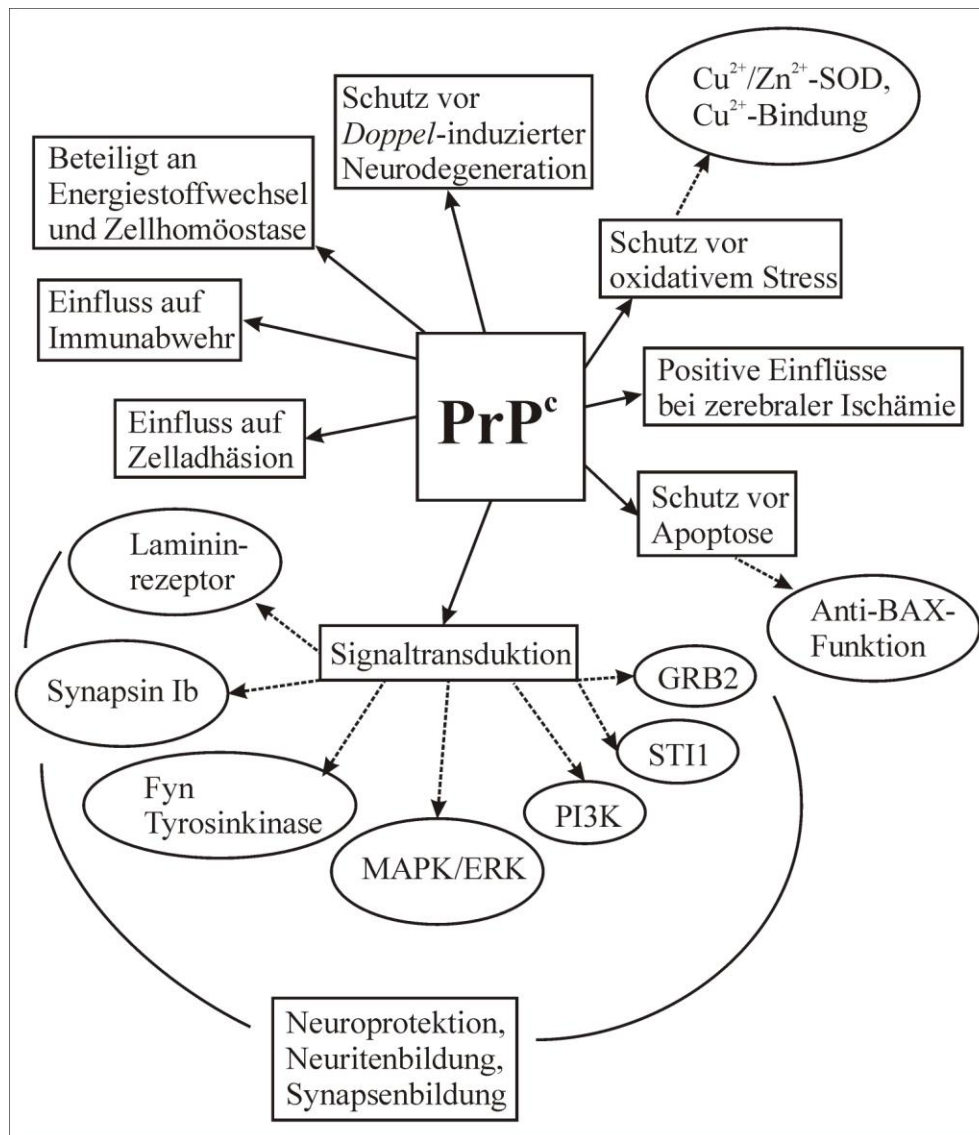 Cu²⁺/Zn²⁺-SOD,
Cu²⁺-Bindung
Schutz vor
Doppel-induzierter
Neurodegeneration
Beteiligt an
Energiestoffwechsel
und Zellhomöostase
Schutz vor
oxidativem Stress
Einfluss auf
Immunabwehr
PrPᶜ
Positive Einflüsse
bei zerebraler Ischämie
Einfluss auf
Zelladhäsion
Schutz vor
Apoptose
Laminin-
rezeptor
Anti-BAX-
Funktion
Signaltransduktion
Synapsin Ib
GRB2
STI1
Fyn
Tyrosinkinase
PI3K
MAPK/ERK
Neuroprotektion,
Neuritenbildung,
Synapsenbildung